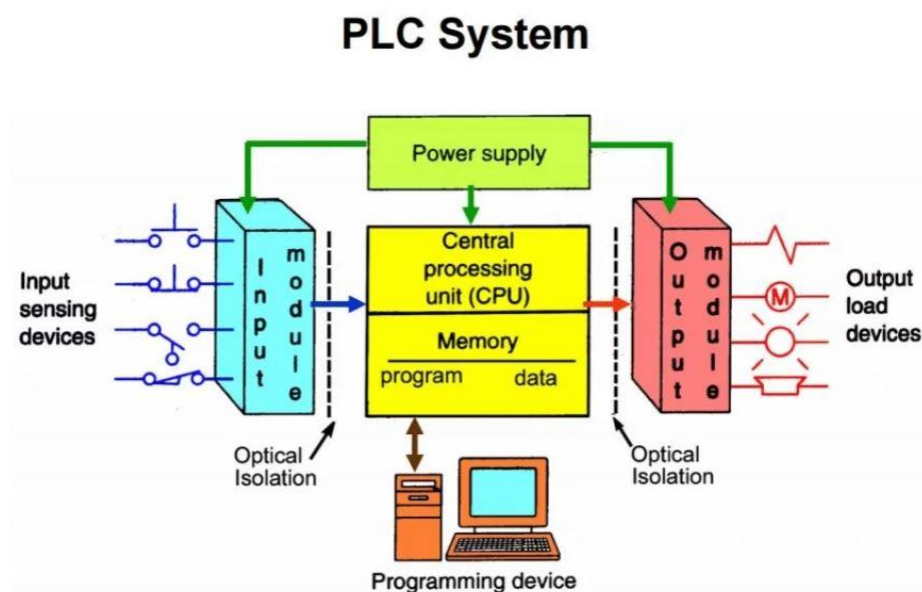 PLC System
Power supply
Input
sensing
devices
Input
module
Central
processing
unit (CPU)
Memory
program data
Output
module
M
Output
load
devices
Optical
Isolation
Optical
Isolation
Programming device